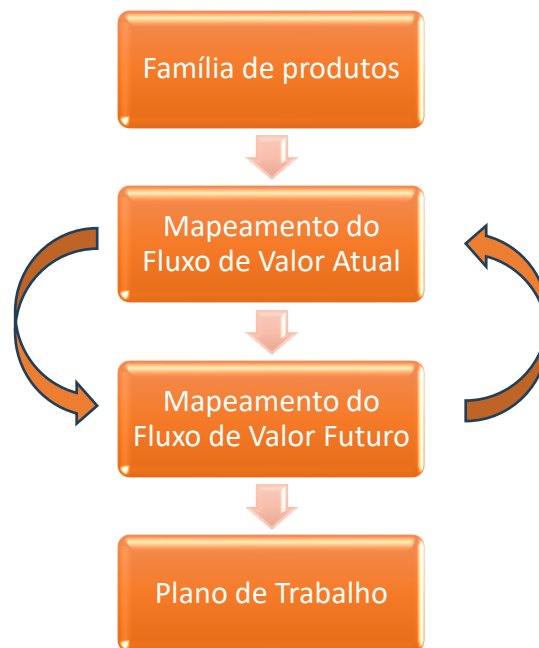 Família de produtos
Mapeamento do
Fluxo de Valor Atual
Mapeamento do
Fluxo de Valor Futuro
Plano de Trabalho